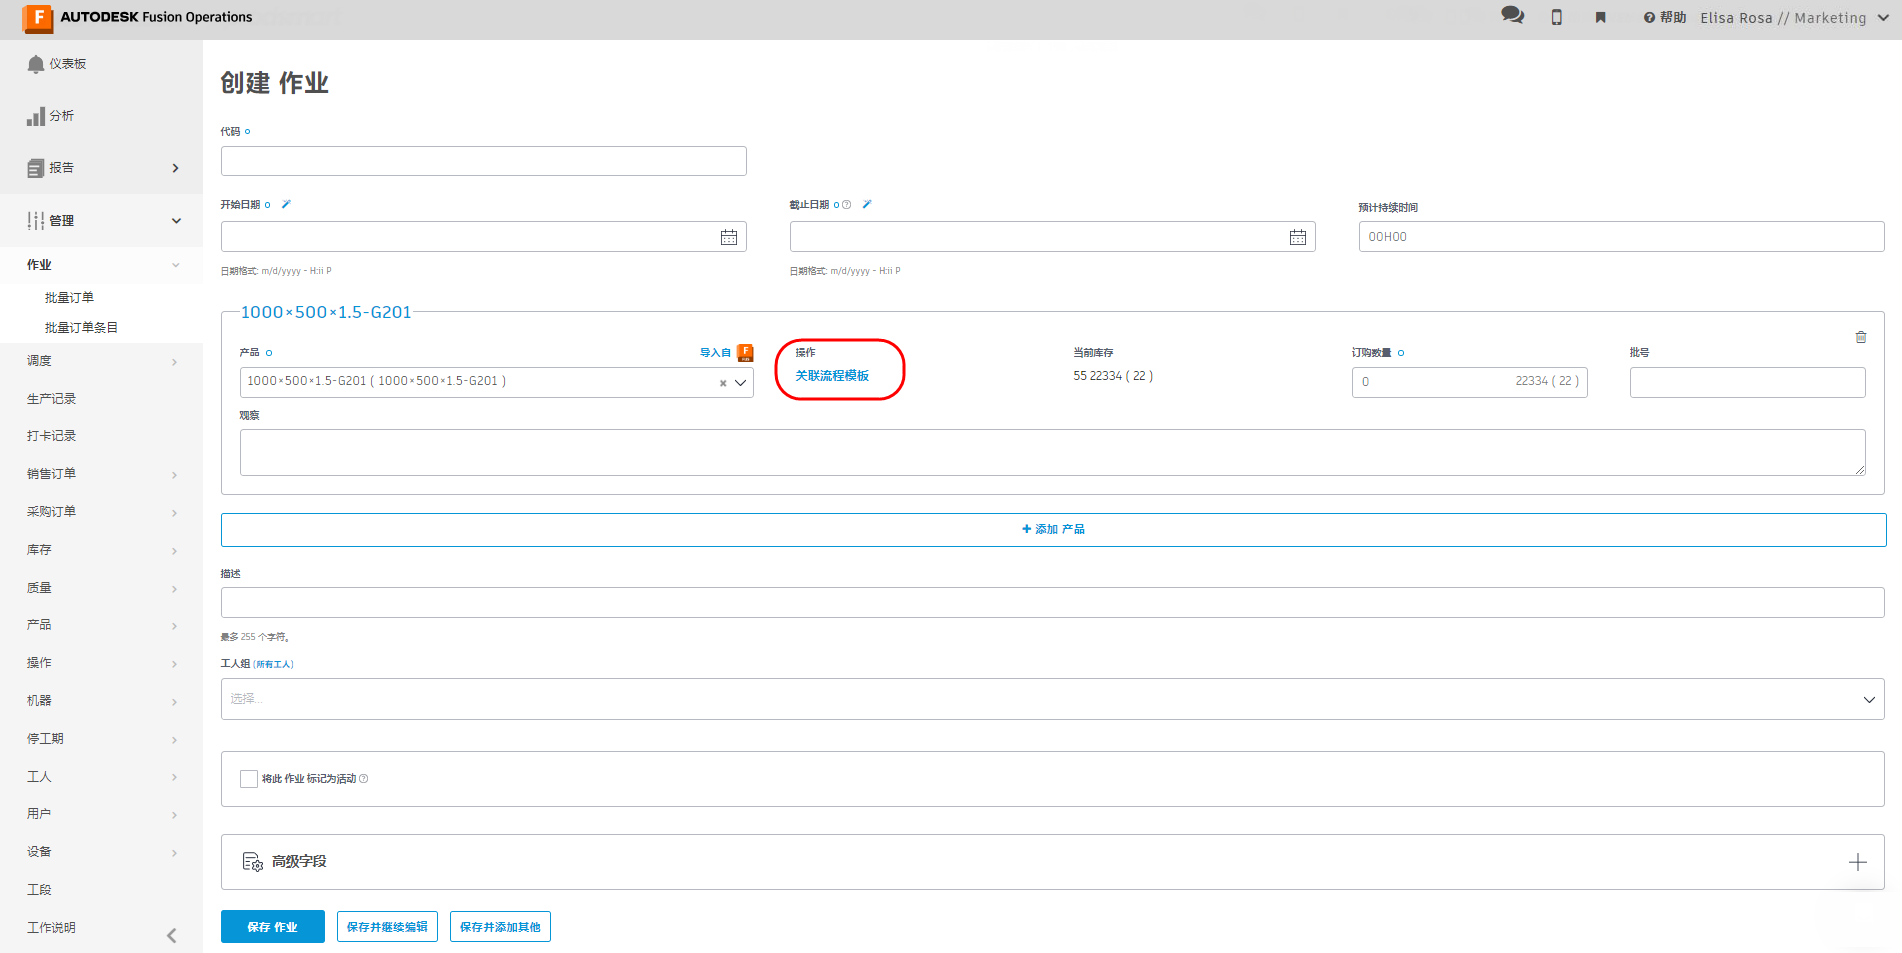 F AUTODESK Fusion Operations
帮助 Elisa Rosa // Marketing
仪表板
分析
报告
管理
作业
批量订单
批量订单条目
调度
生产记录
打卡记录
销售订单
采购订单
库存
质量
产品
操作
机器
停工期
工人
用户
设备
工段
工作说明
创建 作业
代码
开始日期
截止日期
预计持续时间
00H00
日期格式: m/d/yyyy - H:ii P
日期格式: m/d/yyyy - H:ii P
1000×500×1.5-G201
产品
导入自
操作
当前库存
订购数量
批号
1000×500×1.5-G201 ( 1000×500×1.5-G201 )
关联流程模板
55 22334 ( 22 )
0
22334 ( 22 )
观察
+ 添加 产品
描述
最多 255 个字符。
工人组 (所有工人)
选择...
将此 作业 标记为活动
高级字段
保存 作业
保存并继续编辑
保存并添加其他